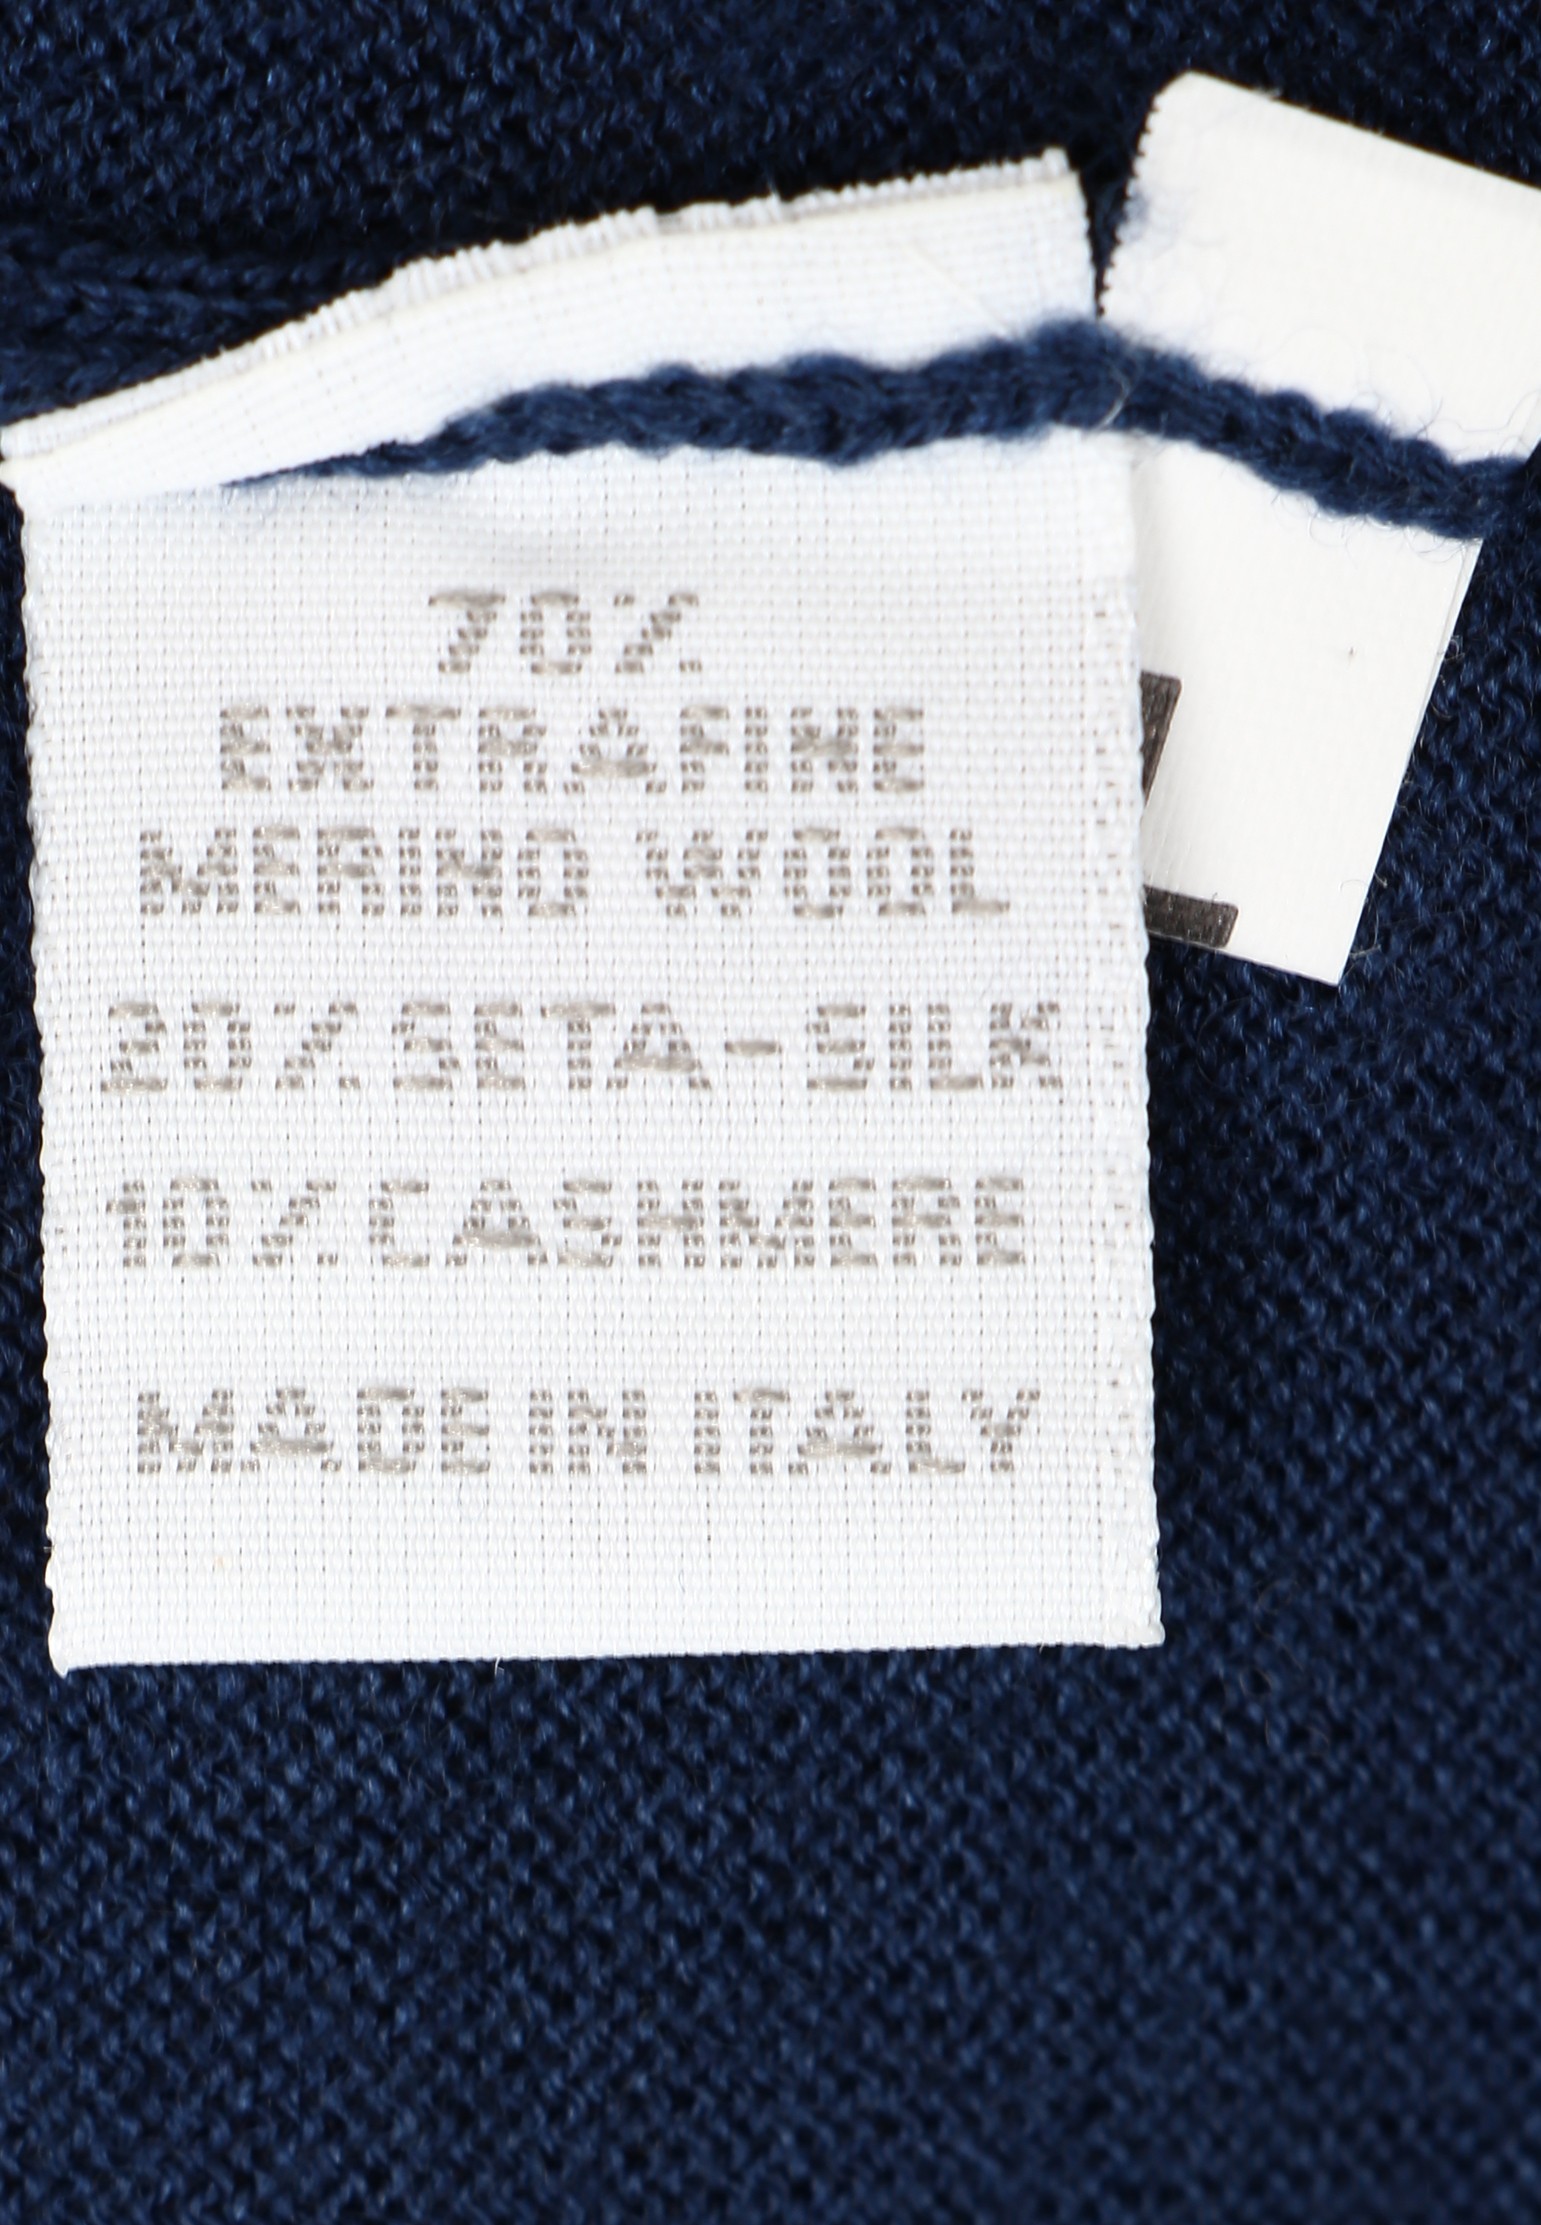 70%
EXTRAFINE
MERINO WOOL
20% SETA-SILK
10% CASHMERE
MADE IN ITALY